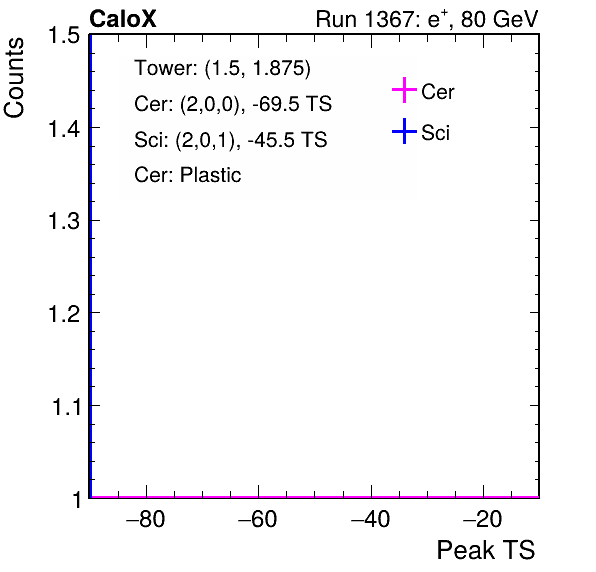 CaloX Run 1367: e⁺, 80 GeV
Counts
1.5
1.4
1.3
1.2
1.1
1
Tower: (1.5, 1.875)
Cer: (2,0,0), -69.5 TS
Sci: (2,0,1), -45.5 TS
Cer: Plastic
Cer
Sci
−80 −60 −40 −20
Peak TS